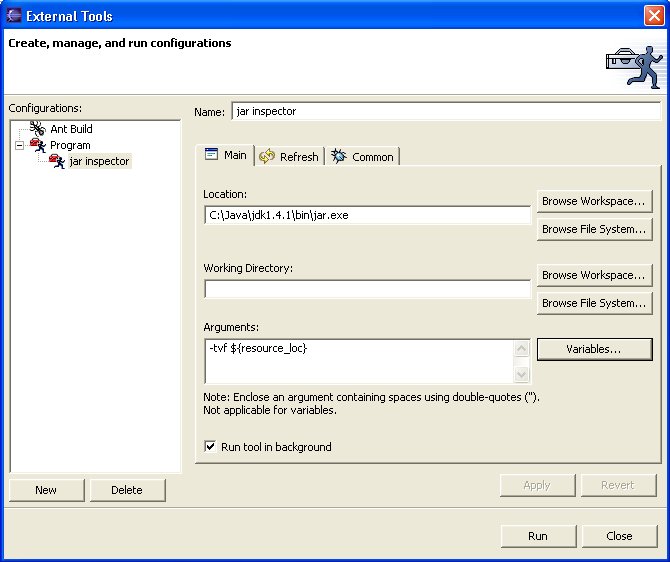 External Tools
Create, manage, and run configurations
Configurations:
Ant Build
Program
jar inspector
Name: jar inspector
Main Refresh Common
Location:
C:\Java\jdk1.4.1\bin\jar.exe
Browse Workspace...
Browse File System...
Working Directory:
Browse Workspace...
Browse File System...
Arguments:
-tvf ${resource_loc}
Variables...
Note: Enclose an argument containing spaces using double-quotes (").
Not applicable for variables.
Run tool in background
New Delete
Apply Revert
Run Close